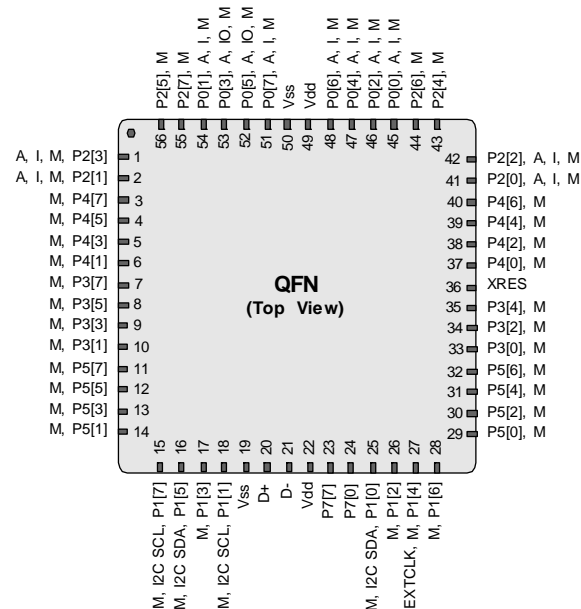 P2[5], M
P2[7], M
P0[1], A, I, M
P0[3], A, IO, M
P0[5], A, IO, M
P0[7], A, I, M
Vss
Vdd
P0[6], A, I, M
P0[4], A, I, M
P0[2], A, I, M
P0[0], A, I, M
P2[6], M
P2[4], M
56
55
54
53
52
51
50
49
48
47
46
45
44
43
A, I, M, P2[3] 1
A, I, M, P2[1] 2
M, P4[7] 3
M, P4[5] 4
M, P4[3] 5
M, P4[1] 6
M, P3[7] 7
M, P3[5] 8
M, P3[3] 9
M, P3[1] 10
M, P5[7] 11
M, P5[5] 12
M, P5[3] 13
M, P5[1] 14
QFN
(Top View)
42 P2[2], A, I, M
41 P2[0], A, I, M
40 P4[6], M
39 P4[4], M
38 P4[2], M
37 P4[0], M
36 XRES
35 P3[4], M
34 P3[2], M
33 P3[0], M
32 P5[6], M
31 P5[4], M
30 P5[2], M
29 P5[0], M
15
16
17
18
19
20
21
22
23
24
25
26
27
28
M, I2C SCL, P1[7]
M, I2C SDA, P1[5]
M, P1[3]
M, I2C SCL, P1[1]
Vss
D+
D-
Vdd
P7[7]
P7[0]
M, I2C SDA, P1[0]
M, P1[2]
EXTCLK, M, P1[4]
M, P1[6]